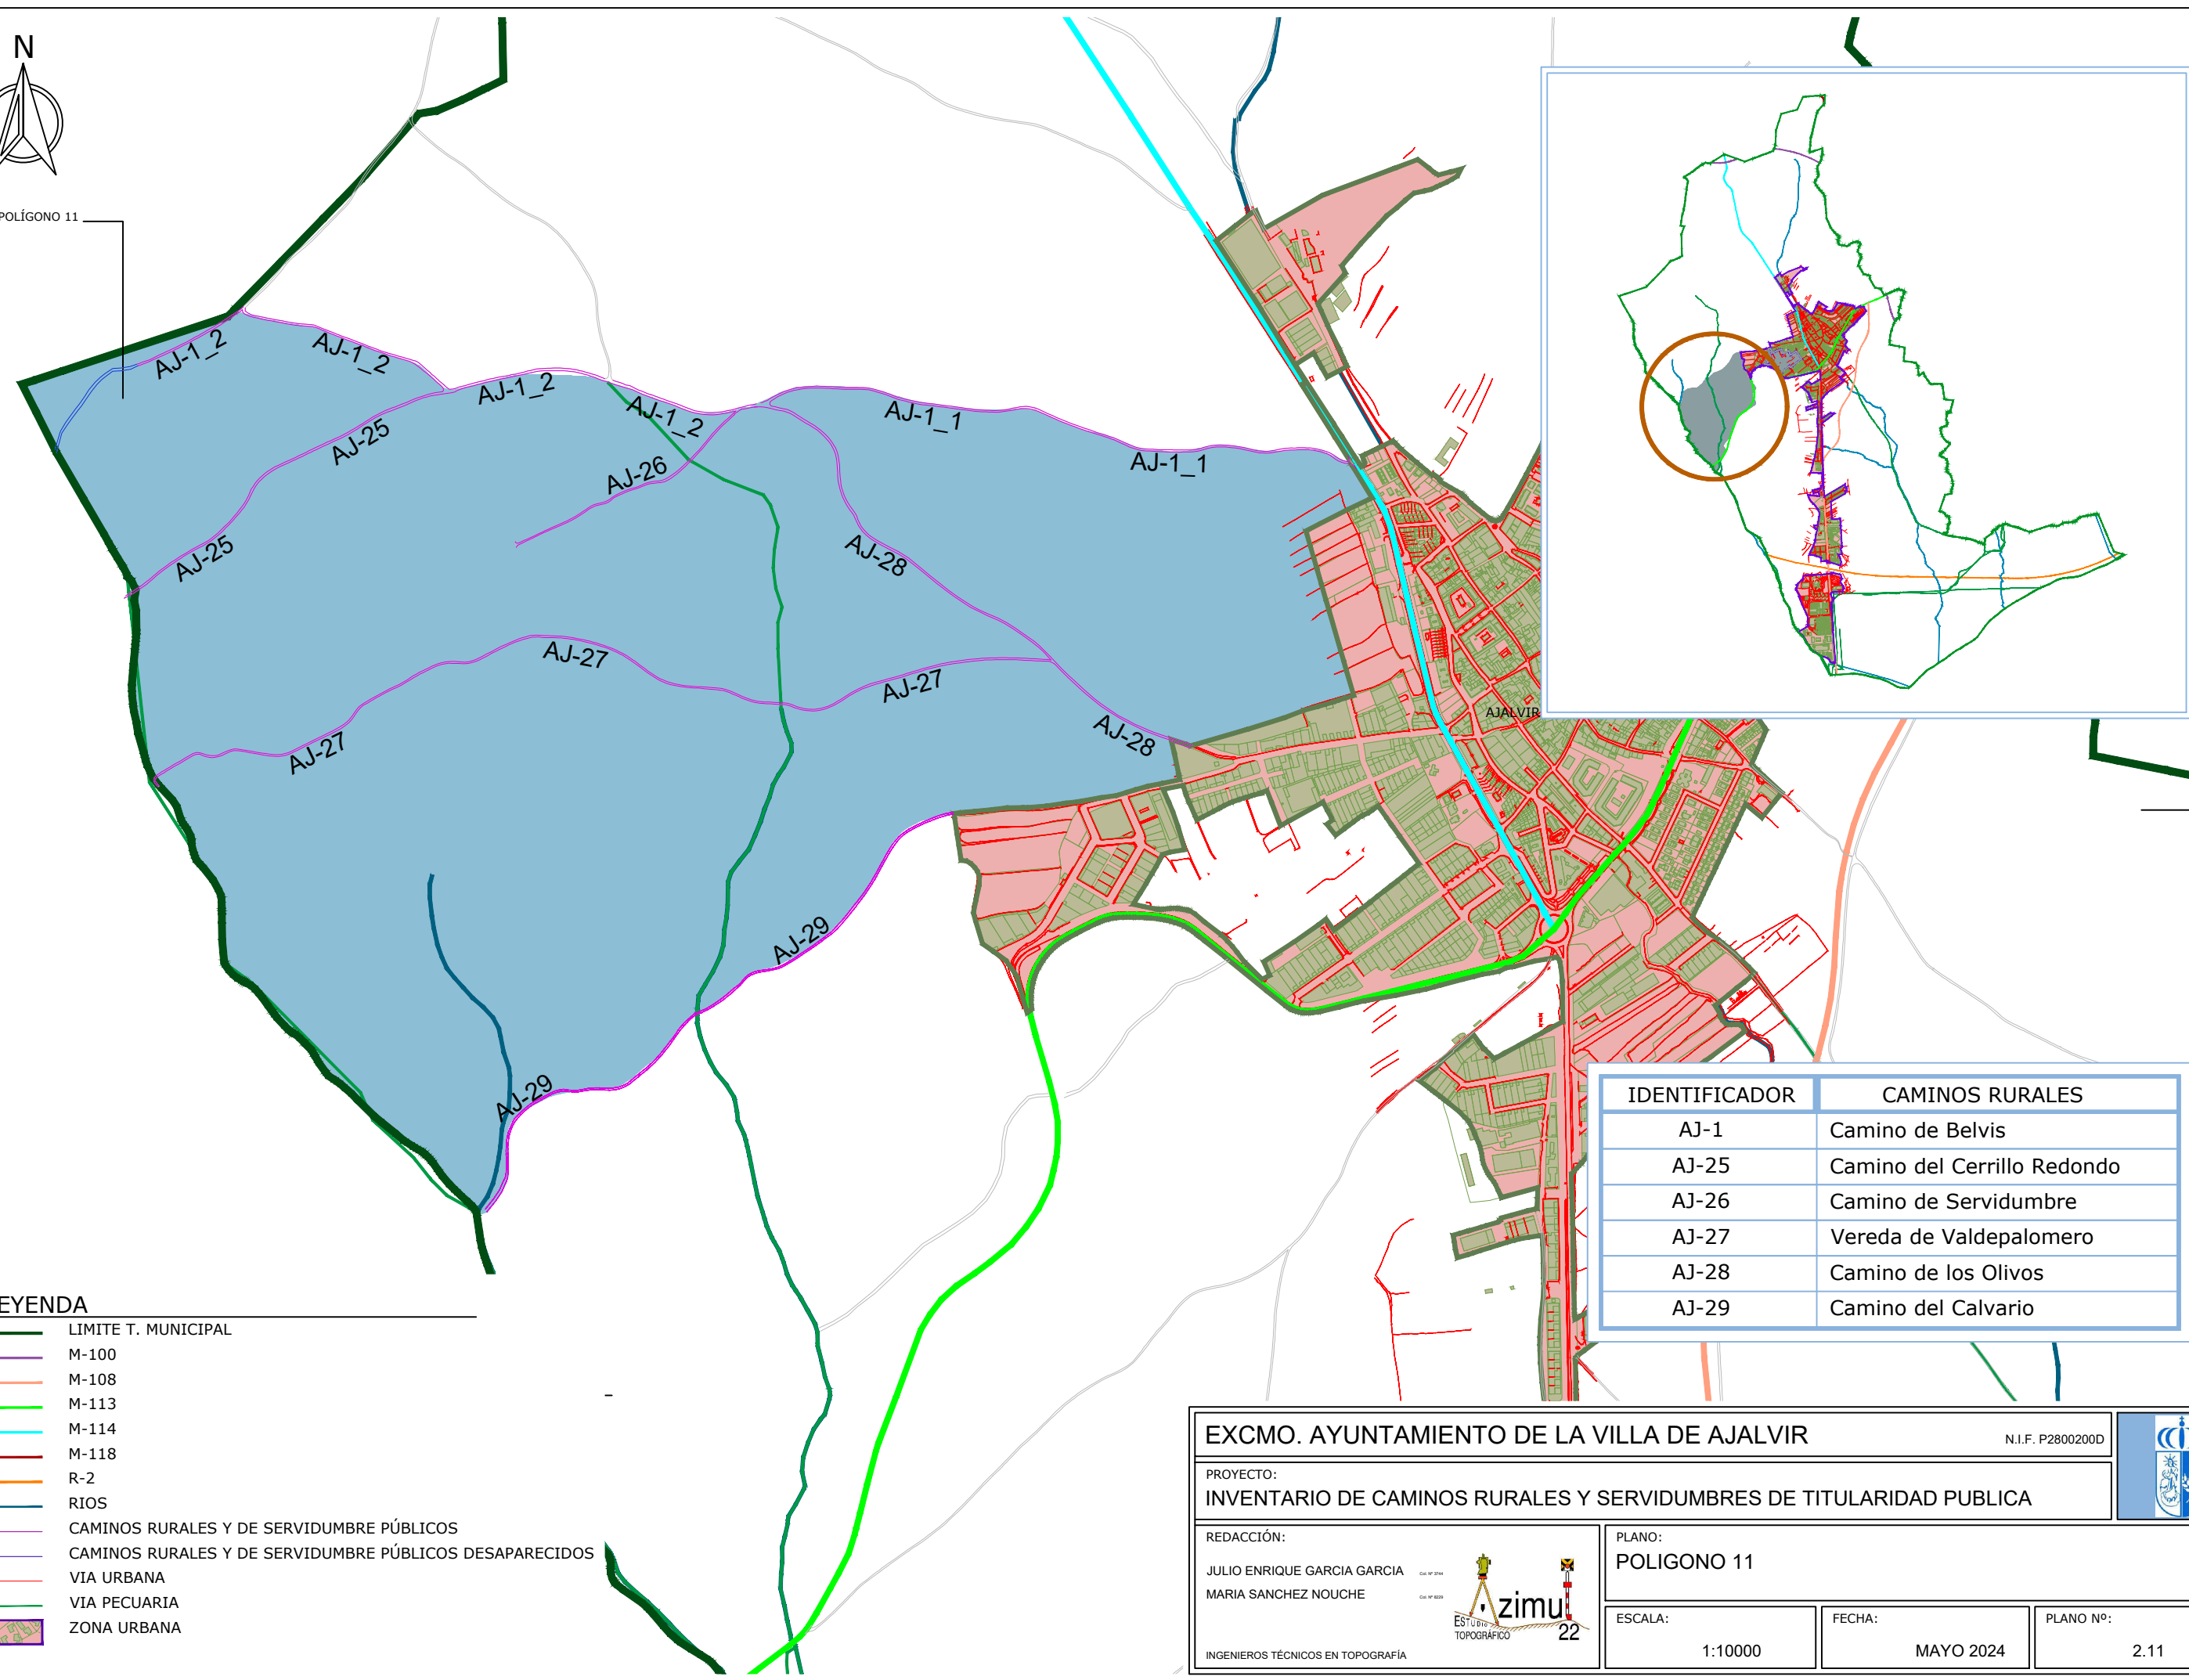 N
POLÍGONO 11
AJ-1_2
AJ-1_2
AJ-1_2
AJ-1_2
AJ-1_1
AJ-1_1
AJ-25
AJ-25
AJ-26
AJ-28
AJ-27
AJ-27
AJ-27
AJ-28
AJ-29
AJ-29
AJALVIR
IDENTIFICADOR CAMINOS RURALES
AJ-1 Camino de Belvis
AJ-25 Camino del Cerrillo Redondo
AJ-26 Camino de Servidumbre
AJ-27 Vereda de Valdepalomero
AJ-28 Camino de los Olivos
AJ-29 Camino del Calvario
EYENDA
LIMITE T. MUNICIPAL
M-100
M-108
M-113
M-114
M-118
R-2
RIOS
CAMINOS RURALES Y DE SERVIDUMBRE PÚBLICOS
CAMINOS RURALES Y DE SERVIDUMBRE PÚBLICOS DESAPARECIDOS
VIA URBANA
VIA PECUARIA
ZONA URBANA
EXCMO. AYUNTAMIENTO DE LA VILLA DE AJALVIR N.I.F. P2800200D
PROYECTO:
INVENTARIO DE CAMINOS RURALES Y SERVIDUMBRES DE TITULARIDAD PUBLICA
REDACCIÓN:
JULIO ENRIQUE GARCIA GARCIA
MARIA SANCHEZ NOUCHE
Azimut
ESTUDIO
TOPOGRÁFICO 22
INGENIEROS TÉCNICOS EN TOPOGRAFÍA
PLANO:
POLIGONO 11
ESCALA:
1:10000
FECHA:
MAYO 2024
PLANO Nº:
2.11